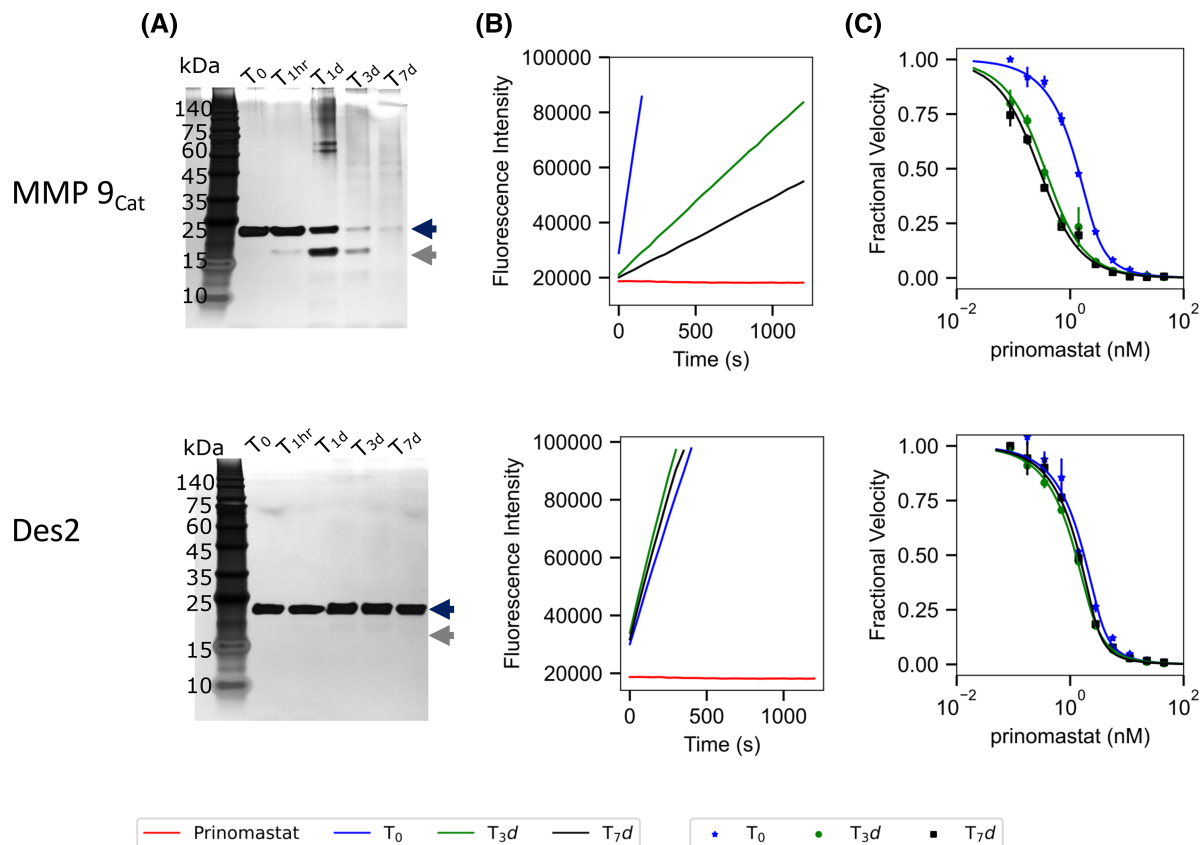 (A)
(B)
(C)
MMP 9Cat
kDa
T0 T1hr T1d T3d T7d
140
75
60
45
35
25
15
10
Fluorescence Intensity
100000
80000
60000
40000
20000
0 500 1000
Time (s)
Fractional Velocity
1.00
0.75
0.50
0.25
0.00
10−2 100 102
prinomastat (nM)
Des2
kDa
T0 T1hr T1d T3d T7d
140
75
60
45
35
25
15
10
Fluorescence Intensity
100000
80000
60000
40000
20000
0 500 1000
Time (s)
Fractional Velocity
1.00
0.75
0.50
0.25
0.00
10−2 100 102
prinomastat (nM)
Prinomastat T0 T3d T7d
T0 T3d T7d